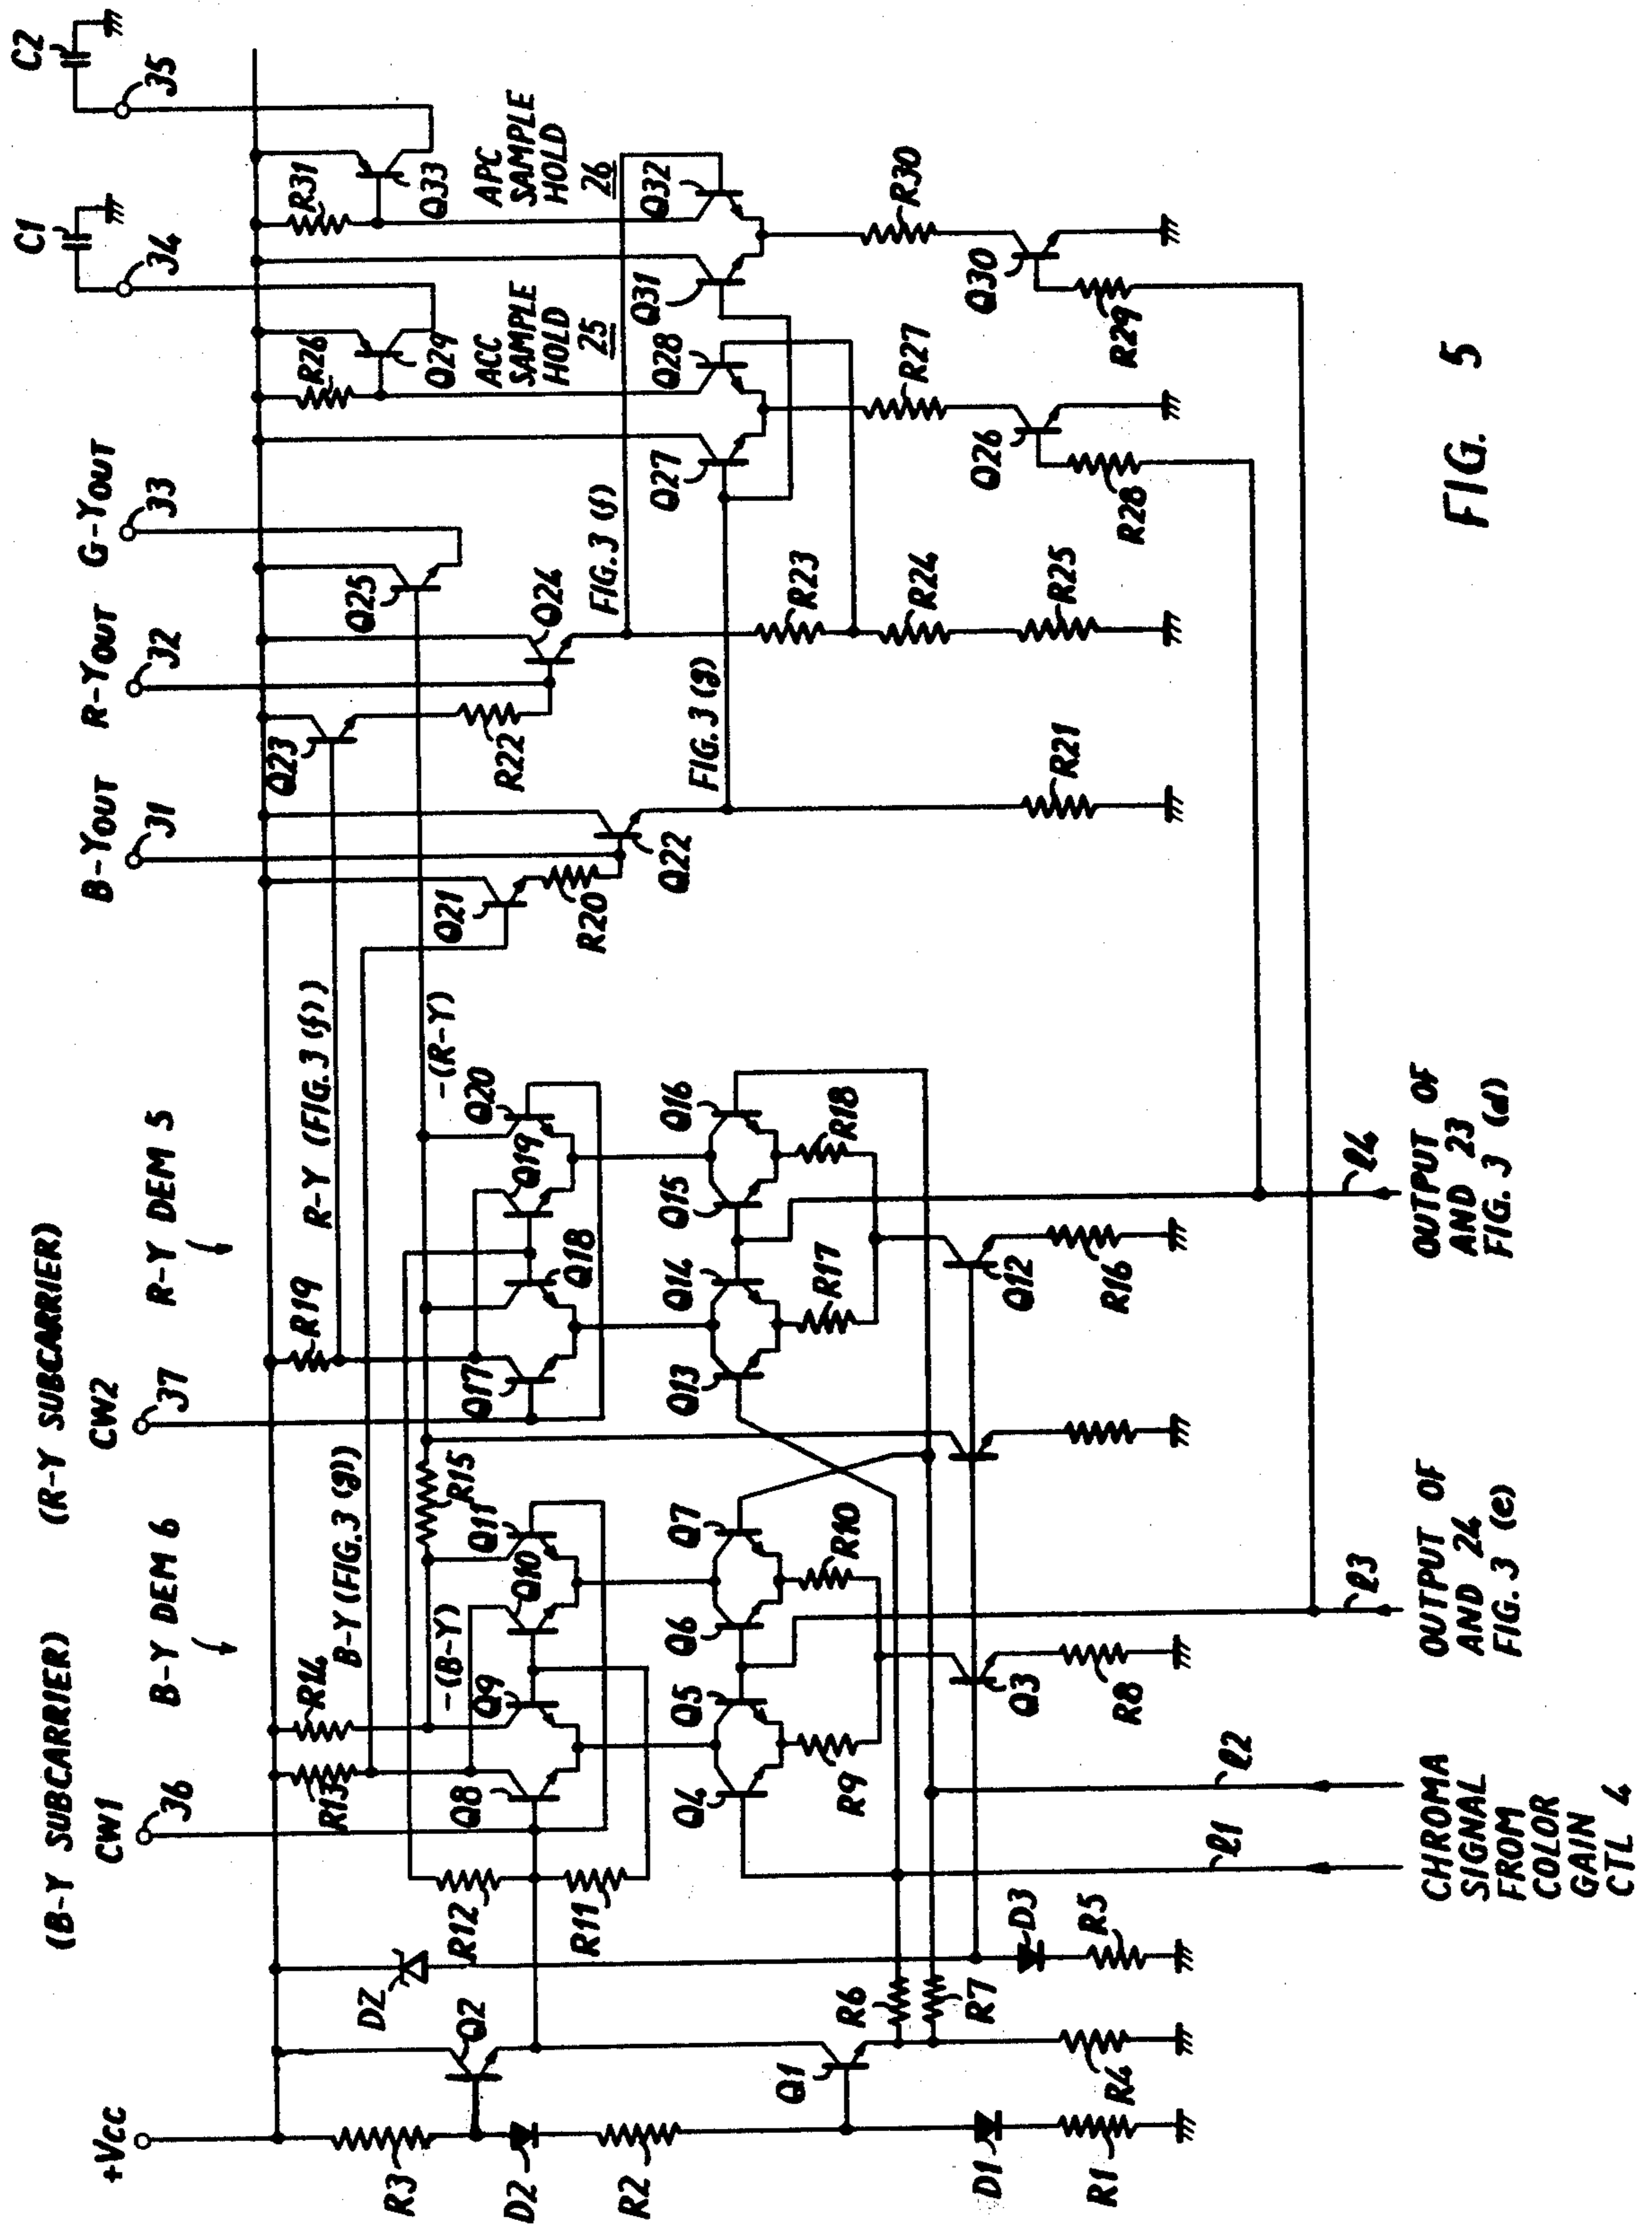 (B-Y SUBCARRIER)
(R-Y SUBCARRIER)
+Vcc
CW1
36
CW2
37
B-YOUT
31
R-YOUT
32
G-YOUT
33
C1
34
C2
35
B-Y DEM 6
R-Y DEM 5
R3
D2
R2
D1
R1
Q2
Q1
R4
DZ
D3
R5
R6
R7
R12
R11
R13
R14
B-Y (FIG.3 (g))
-(B-Y)
Q8
Q9
Q10
Q11
R15
Q4
Q5
Q6
Q7
R9
R10
Q3
R8
R19
R-Y (FIG.3 (f))
-(R-Y)
Q17
Q18
Q19
Q20
Q13
Q14
Q15
Q16
R17
R18
Q12
R16
Q21
R20
Q22
R21
Q23
R22
Q24
Q25
FIG. 3 (g)
FIG. 3 (f)
R23
R24
R25
R26
Q29
ACC
SAMPLE
HOLD
25
R31
Q33
APC
SAMPLE
HOLD
26
Q27
Q28
Q31
Q32
R27
Q26
R28
R30
Q30
R29
l1
l2
l3
l4
CHROMA
SIGNAL
FROM
COLOR
GAIN
CTL 4
OUTPUT OF
AND 24
FIG. 3 (e)
OUTPUT OF
AND 23
FIG. 3 (d)
FIG. 5